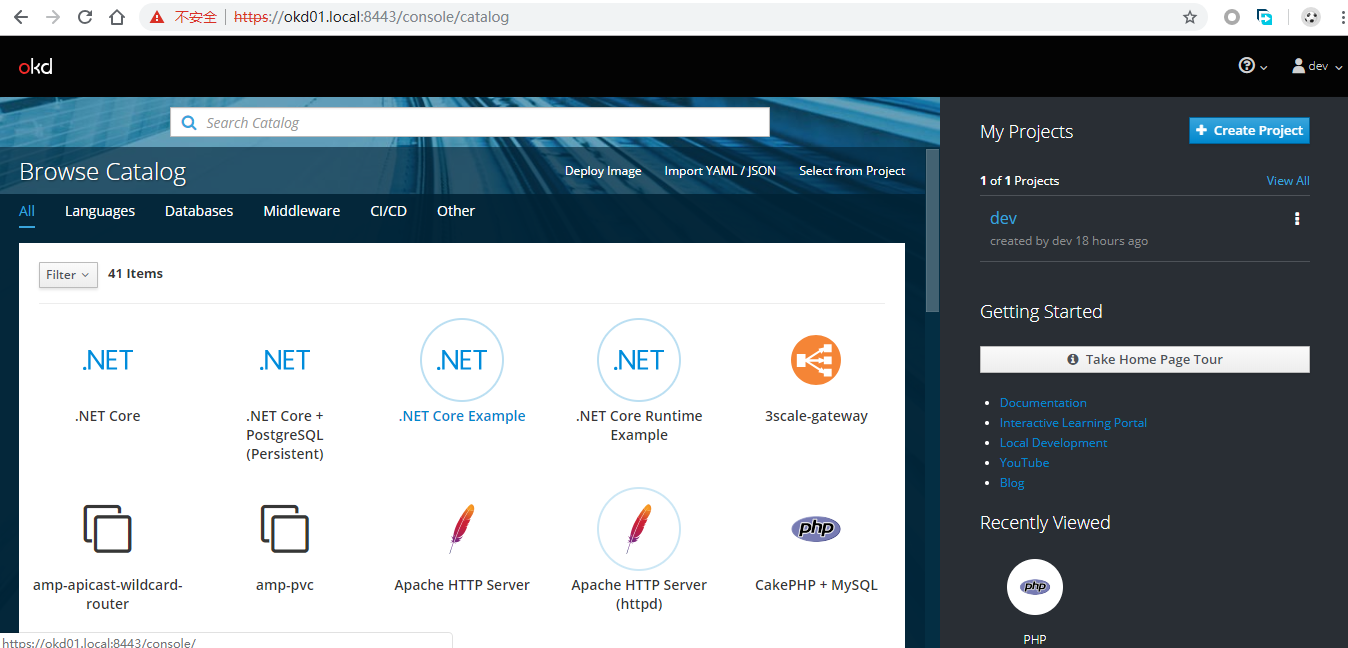 不安全 https://okd01.local:8443/console/catalog
okd
dev
Search Catalog
Browse Catalog
Deploy Image
Import YAML / JSON
Select from Project
All
Languages
Databases
Middleware
CI/CD
Other
Filter
41 Items
.NET
.NET
.NET
.NET
.NET Core
.NET Core +
PostgreSQL
(Persistent)
.NET Core Example
.NET Core Runtime
Example
3scale-gateway
php
amp-apicast-wildcard-
router
amp-pvc
Apache HTTP Server
Apache HTTP Server
(httpd)
CakePHP + MySQL
https://okd01.local:8443/console/
My Projects
Create Project
1 of 1 Projects
View All
dev
created by dev 18 hours ago
Getting Started
Take Home Page Tour
Documentation
Interactive Learning Portal
Local Development
YouTube
Blog
Recently Viewed
php
PHP